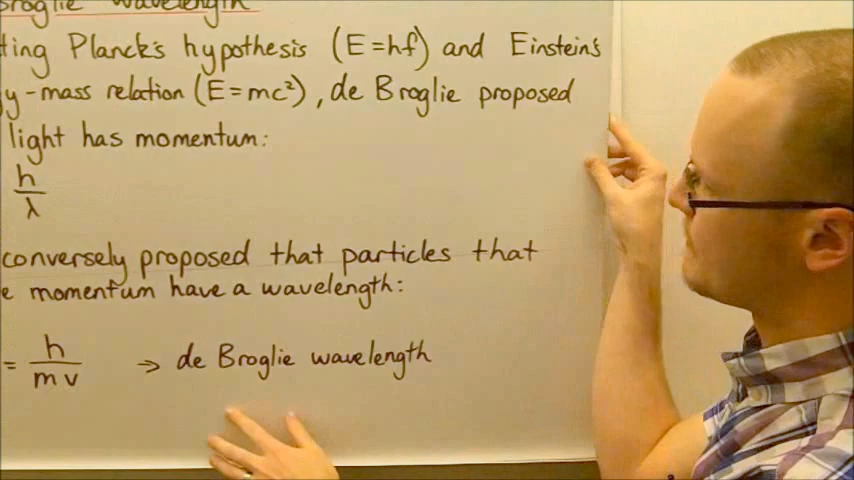 Broglie wavelength
ting Planck's hypothesis (E=hf) and Einstein's
y-mass relation (E=mc²), de Broglie proposed
light has momentum:
h
λ
conversely proposed that particles that
e momentum have a wavelength:
= h
mv ⇒ de Broglie wavelength